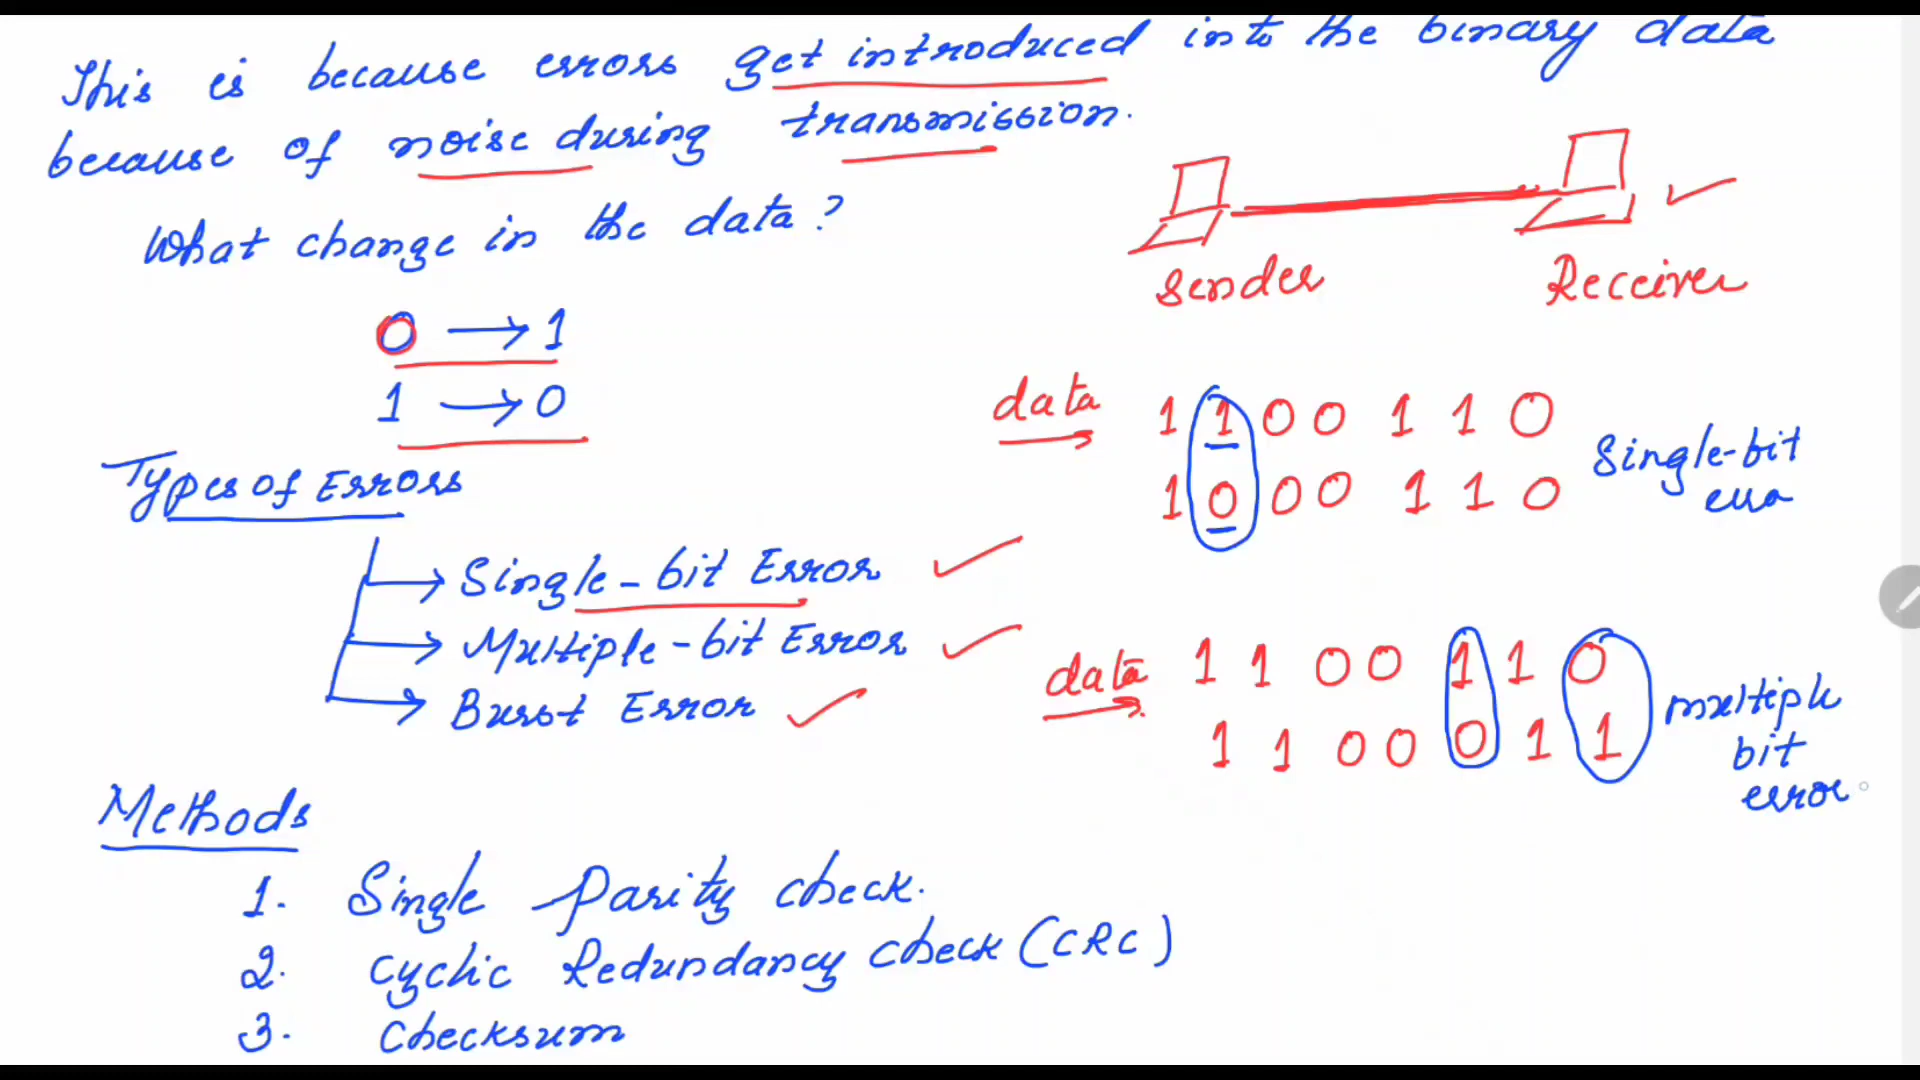 This is because errors get introduced into the binary data
because of noise during transmission.
What change in the data?
Sender
Receiver
0 → 1
1 → 0
data 1 1 0 0 1 1 0
1 0 0 0 1 1 0
Single-bit
Types of Errors
Single-bit Error
Multiple-bit Error
Burst Error
data 1 1 0 0 1 1 0
1 1 0 0 0 1 1
multiple
bit
error
Methods
1. Single Parity check.
2. Cyclic Redundancy Check (CRC)
3. Checksum